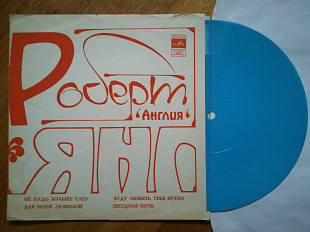 Роберт
"Англия"
ЯНГ
НЕ НАДО БОЛЬШЕ СЛЕЗ
БУДУ ЛЮБИТЬ ТЕБЯ ВЕЧНО
ДЛЯ МОЕЙ ЛЮБИМОЙ
ЗВЕЗДНАЯ НОЧЬ